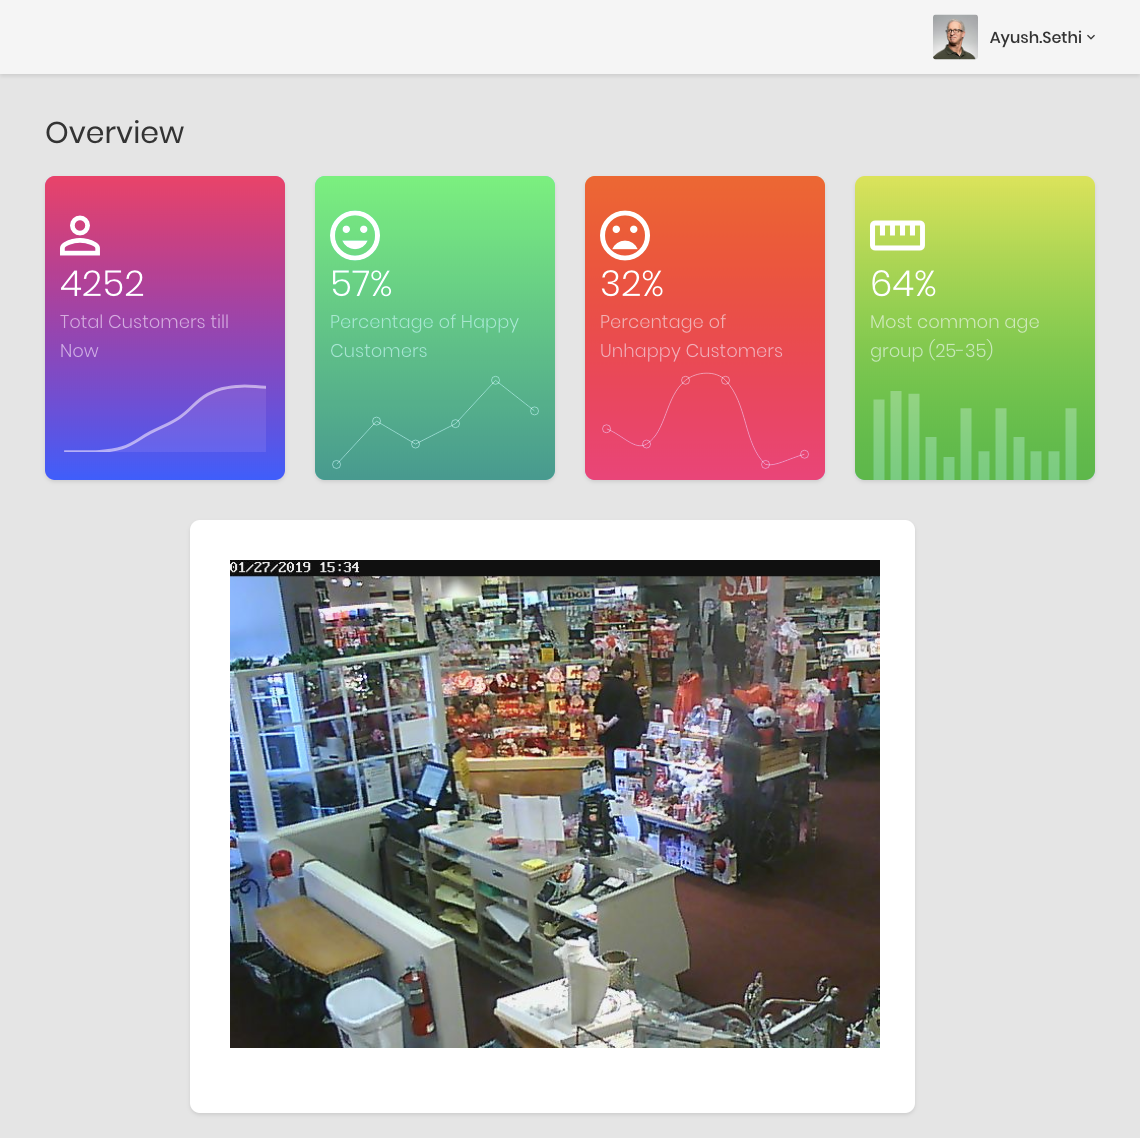 Ayush.Sethi
Overview
4252
Total Customers till
Now
57%
Percentage of Happy
Customers
32%
Percentage of
Unhappy Customers
64%
Most common age
group (25-35)
01/27/2019 15:34
FUDGE
SAL